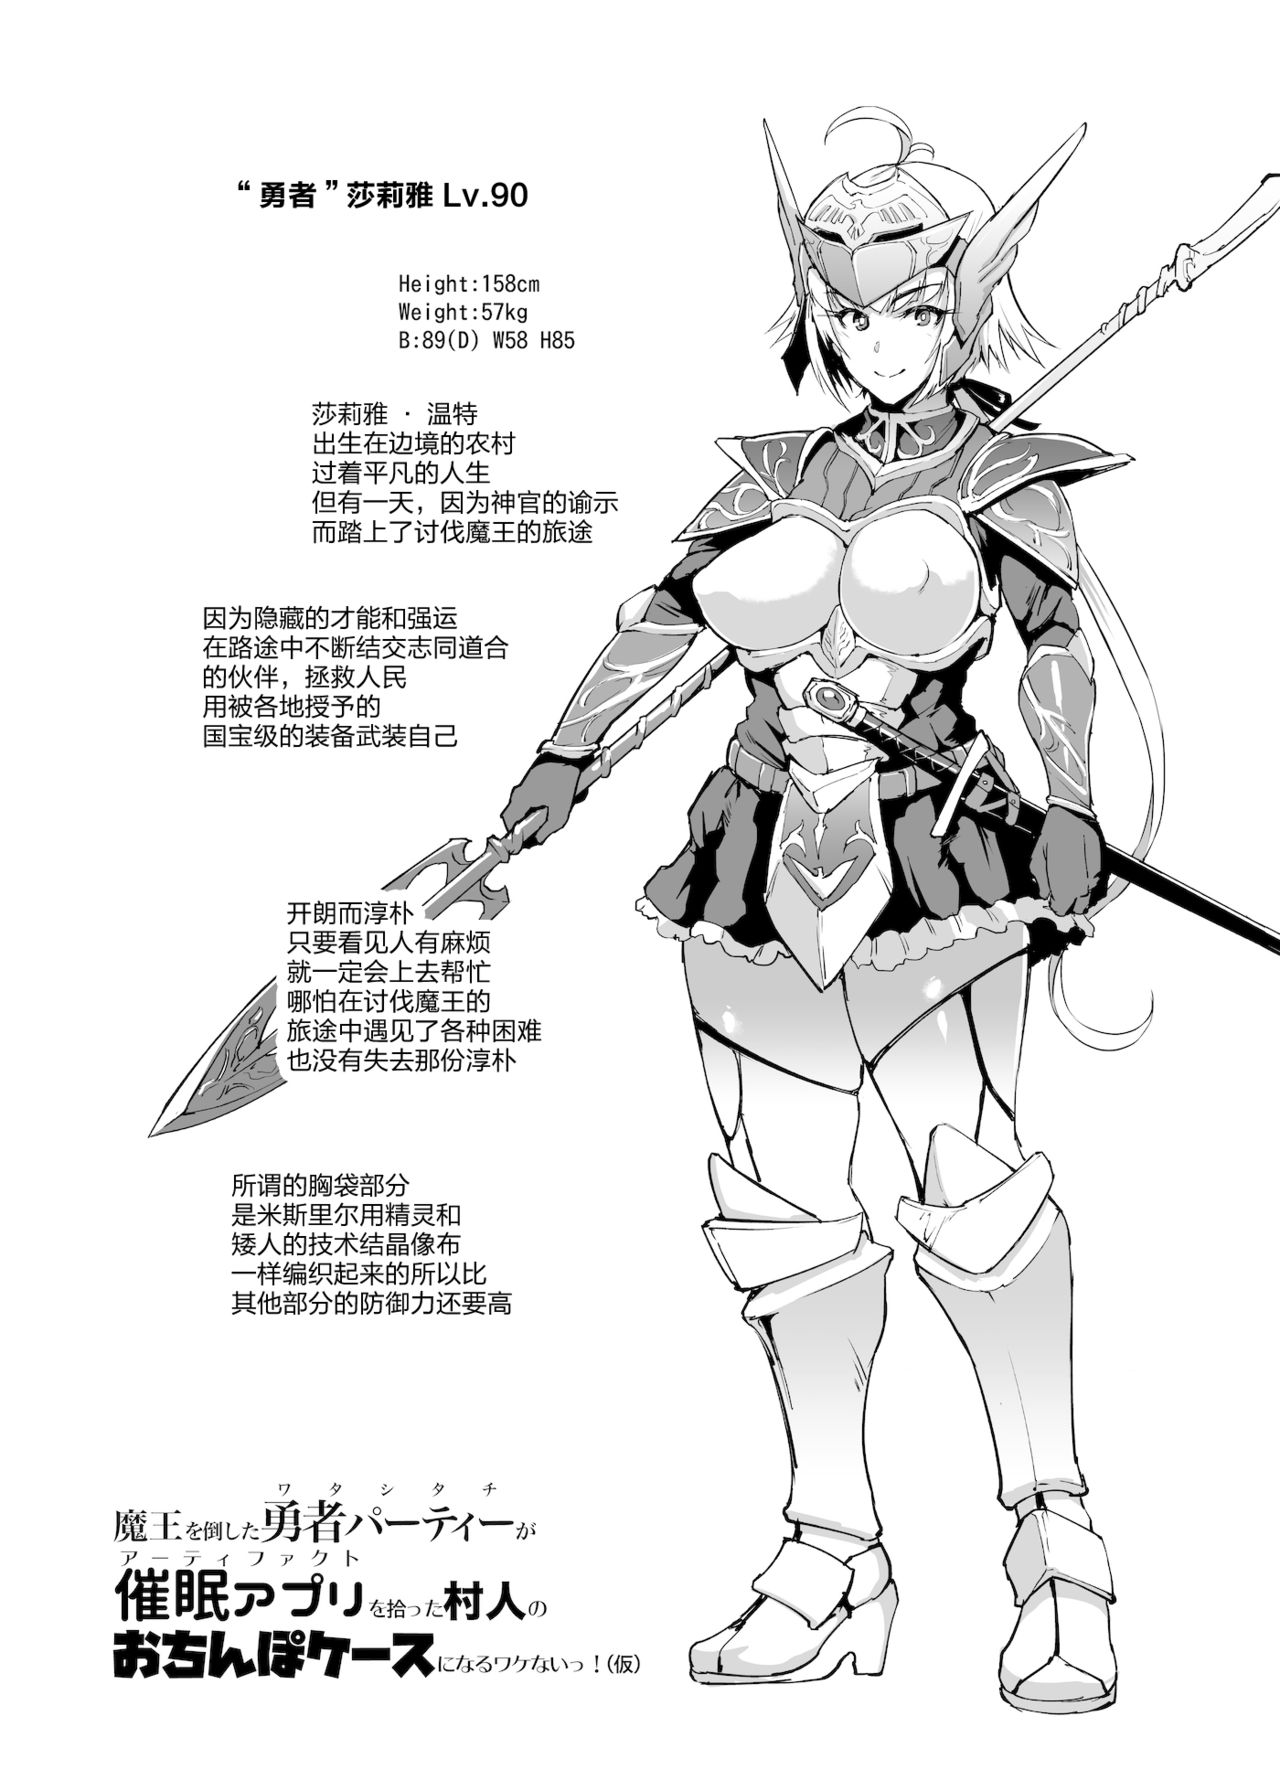 “勇者”莎莉雅 Lv.90
Height:158cm
Weight:57kg
B:89(D) W58 H85
莎莉雅 · 温特
出生在边境的农村
过着平凡的人生
但有一天，因为神官的谕示
而踏上了讨伐魔王的旅途
因为隐藏的才能和强运
在路途中不断结交志同道合
的伙伴，拯救人民
用被各地授予的
国宝级的装备武装自己
开朗而淳朴
只要看见人有麻烦
就一定会上去帮忙
哪怕在讨伐魔王的
旅途中遇见了各种困难
也没有失去那份淳朴
所谓的胸袋部分
是米斯里尔用精灵和
矮人的技术结晶像布
一样编织起来的所以比
其他部分的防御力还要高
ワタシタチ
魔王を倒した勇者パーティーが
アーティファクト
催眠アプリを拾った村人の
おちんぽケースになるワケないっ！(仮)